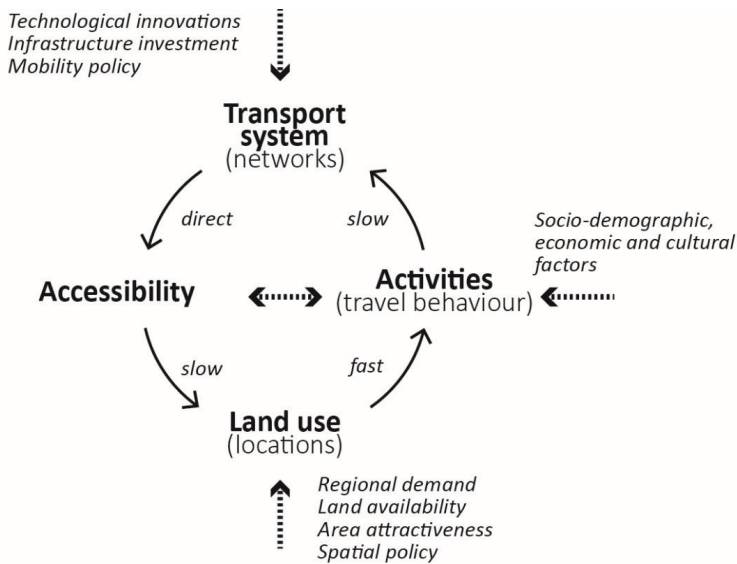 Technological innovations
Infrastructure investment
Mobility policy
Transport
system
(networks)
direct
slow
Socio-demographic,
economic and cultural
factors
Accessibility
Activities
(travel behaviour)
slow
fast
Land use
(locations)
Regional demand
Land availability
Area attractiveness
Spatial policy